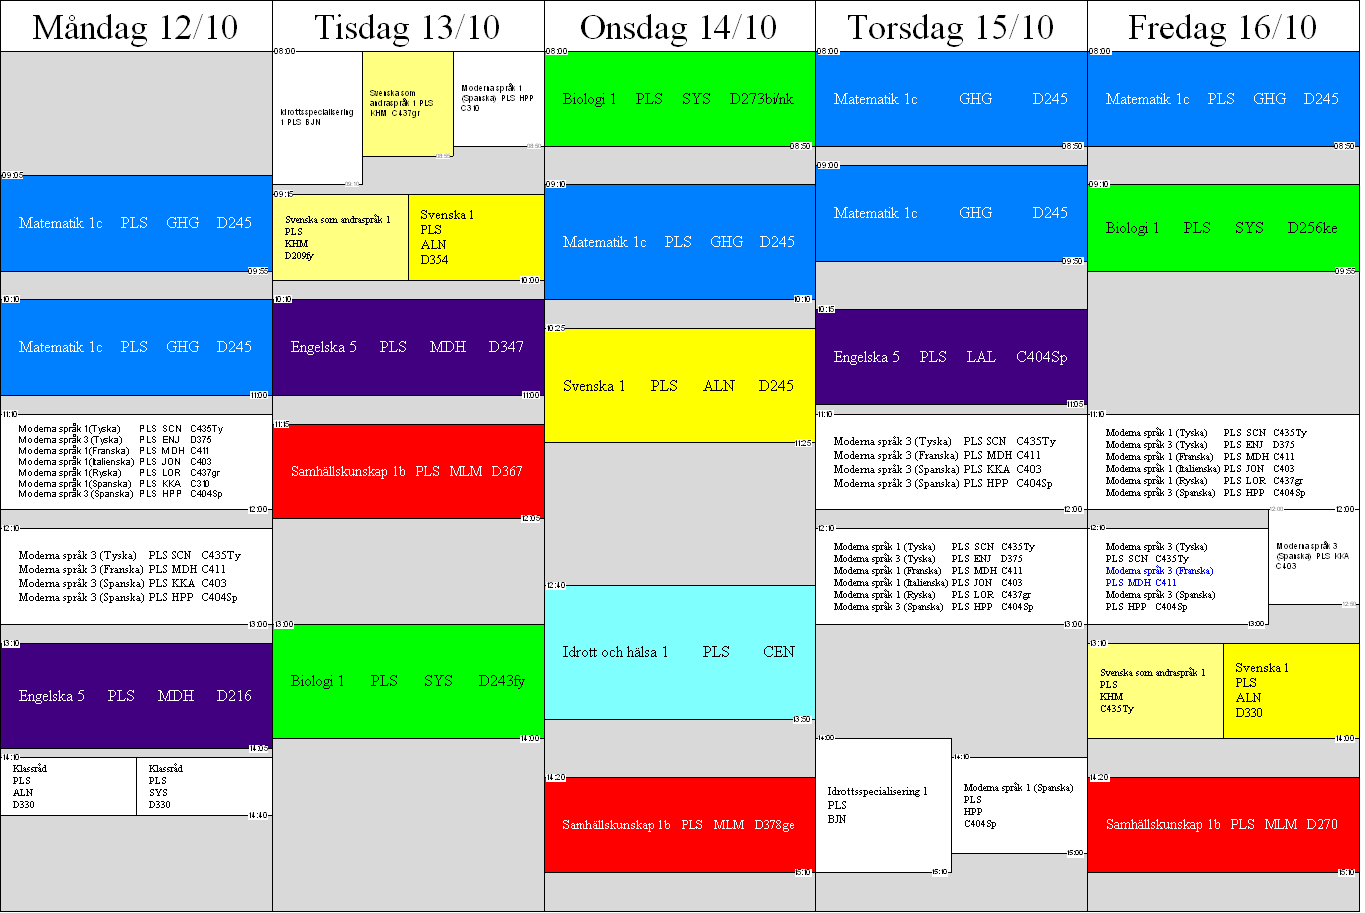 Måndag 12/10
09:05
Matematik 1c PLS GHG D245
09:55
10:10
Matematik 1c PLS GHG D245
11:00
11:10
Moderna språk 1(Tyska) PLS SCN C435Ty
Moderna språk 3 (Tyska) PLS ENJ D375
Moderna språk 1(Franska) PLS MDH C411
Moderna språk 1(Italienska) PLS JON C403
Moderna språk 1(Ryska) PLS LOR C437gr
Moderna språk 1(Spanska) PLS KKA C310
Moderna språk 3 (Spanska) PLS HPP C404Sp
12:00
12:10
Moderna språk 3 (Tyska) PLS SCN C435Ty
Moderna språk 3 (Franska) PLS MDH C411
Moderna språk 3 (Spanska) PLS KKA C403
Moderna språk 3 (Spanska) PLS HPP C404Sp
13:00
13:10
Engelska 5 PLS MDH D216
14:05
14:10
Klassråd
PLS
ALN
D330
Klassråd
PLS
SYS
D330
14:40
Tisdag 13/10
08:00
Idrottsspecialisering
1 PLS BJN
09:10
Svenska som
andraspråk 1 PLS
KHM C437gr
08:55
Moderna språk 1
(Spanska) PLS HPP
C310
08:50
09:15
Svenska som andraspråk 1
PLS
KHM
D209fy
Svenska 1
PLS
ALN
D354
10:00
10:10
Engelska 5 PLS MDH D347
11:00
11:15
Samhällskunskap 1b PLS MLM D367
12:05
13:00
Biologi 1 PLS SYS D243fy
14:00
Onsdag 14/10
08:00
Biologi 1 PLS SYS D273bi/nk
08:50
09:10
Matematik 1c PLS GHG D245
10:10
10:25
Svenska 1 PLS ALN D245
11:25
12:40
Idrott och hälsa 1 PLS CEN
13:50
14:20
Samhällskunskap 1b PLS MLM D378ge
15:10
Torsdag 15/10
08:00
Matematik 1c GHG D245
08:50
09:00
Matematik 1c GHG D245
09:50
10:15
Engelska 5 PLS LAL C404Sp
11:05
11:10
Moderna språk 3 (Tyska) PLS SCN C435Ty
Moderna språk 3 (Franska) PLS MDH C411
Moderna språk 3 (Spanska) PLS KKA C403
Moderna språk 3 (Spanska) PLS HPP C404Sp
12:00
12:10
Moderna språk 1 (Tyska) PLS SCN C435Ty
Moderna språk 3 (Tyska) PLS ENJ D375
Moderna språk 1 (Franska) PLS MDH C411
Moderna språk 1 (Italienska) PLS JON C403
Moderna språk 1 (Ryska) PLS LOR C437gr
Moderna språk 3 (Spanska) PLS HPP C404Sp
13:00
14:00
Idrottsspecialisering 1
PLS
BJN
15:10
14:10
Moderna språk 1 (Spanska)
PLS
HPP
C404Sp
15:00
Fredag 16/10
08:00
Matematik 1c PLS GHG D245
08:50
09:10
Biologi 1 PLS SYS D256ke
09:55
11:10
Moderna språk 1 (Tyska) PLS SCN C435Ty
Moderna språk 3 (Tyska) PLS ENJ D375
Moderna språk 1 (Franska) PLS MDH C411
Moderna språk 1 (Italienska) PLS JON C403
Moderna språk 1 (Ryska) PLS LOR C437gr
Moderna språk 3 (Spanska) PLS HPP C404Sp
12:00
12:10
Moderna språk 3 (Tyska)
PLS SCN C435Ty
Moderna språk 3 (Franska)
PLS MDH C411
Moderna språk 3 (Spanska)
PLS HPP C404Sp
13:00
12:00
Moderna språk 3
(Spanska) PLS KKA
C403
12:50
13:10
Svenska som andraspråk 1
PLS
KHM
C435Ty
Svenska 1
PLS
ALN
D330
14:00
14:20
Samhällskunskap 1b PLS MLM D270
15:10